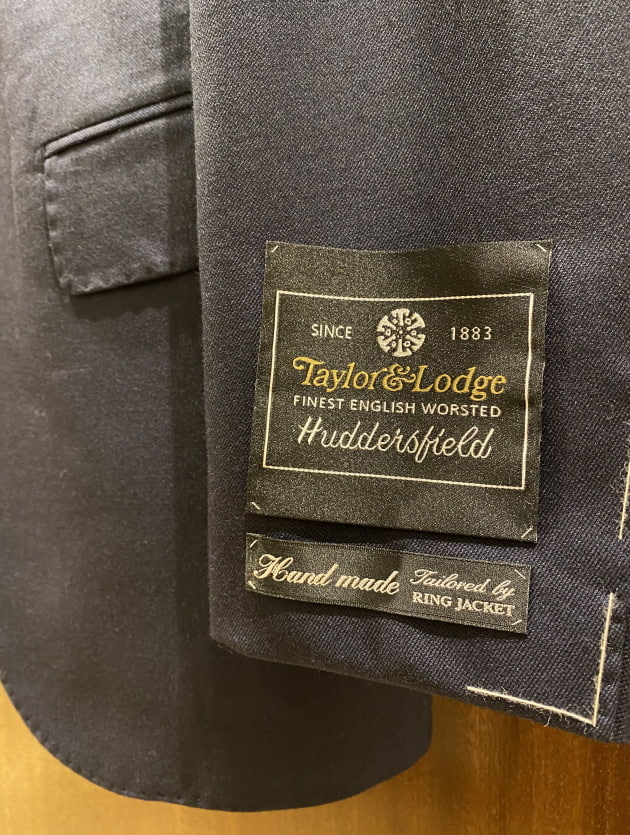 SINCE 1883
Taylor & Lodge
FINEST ENGLISH WORSTED
Huddersfield
Hand made Tailored by
RING JACKET